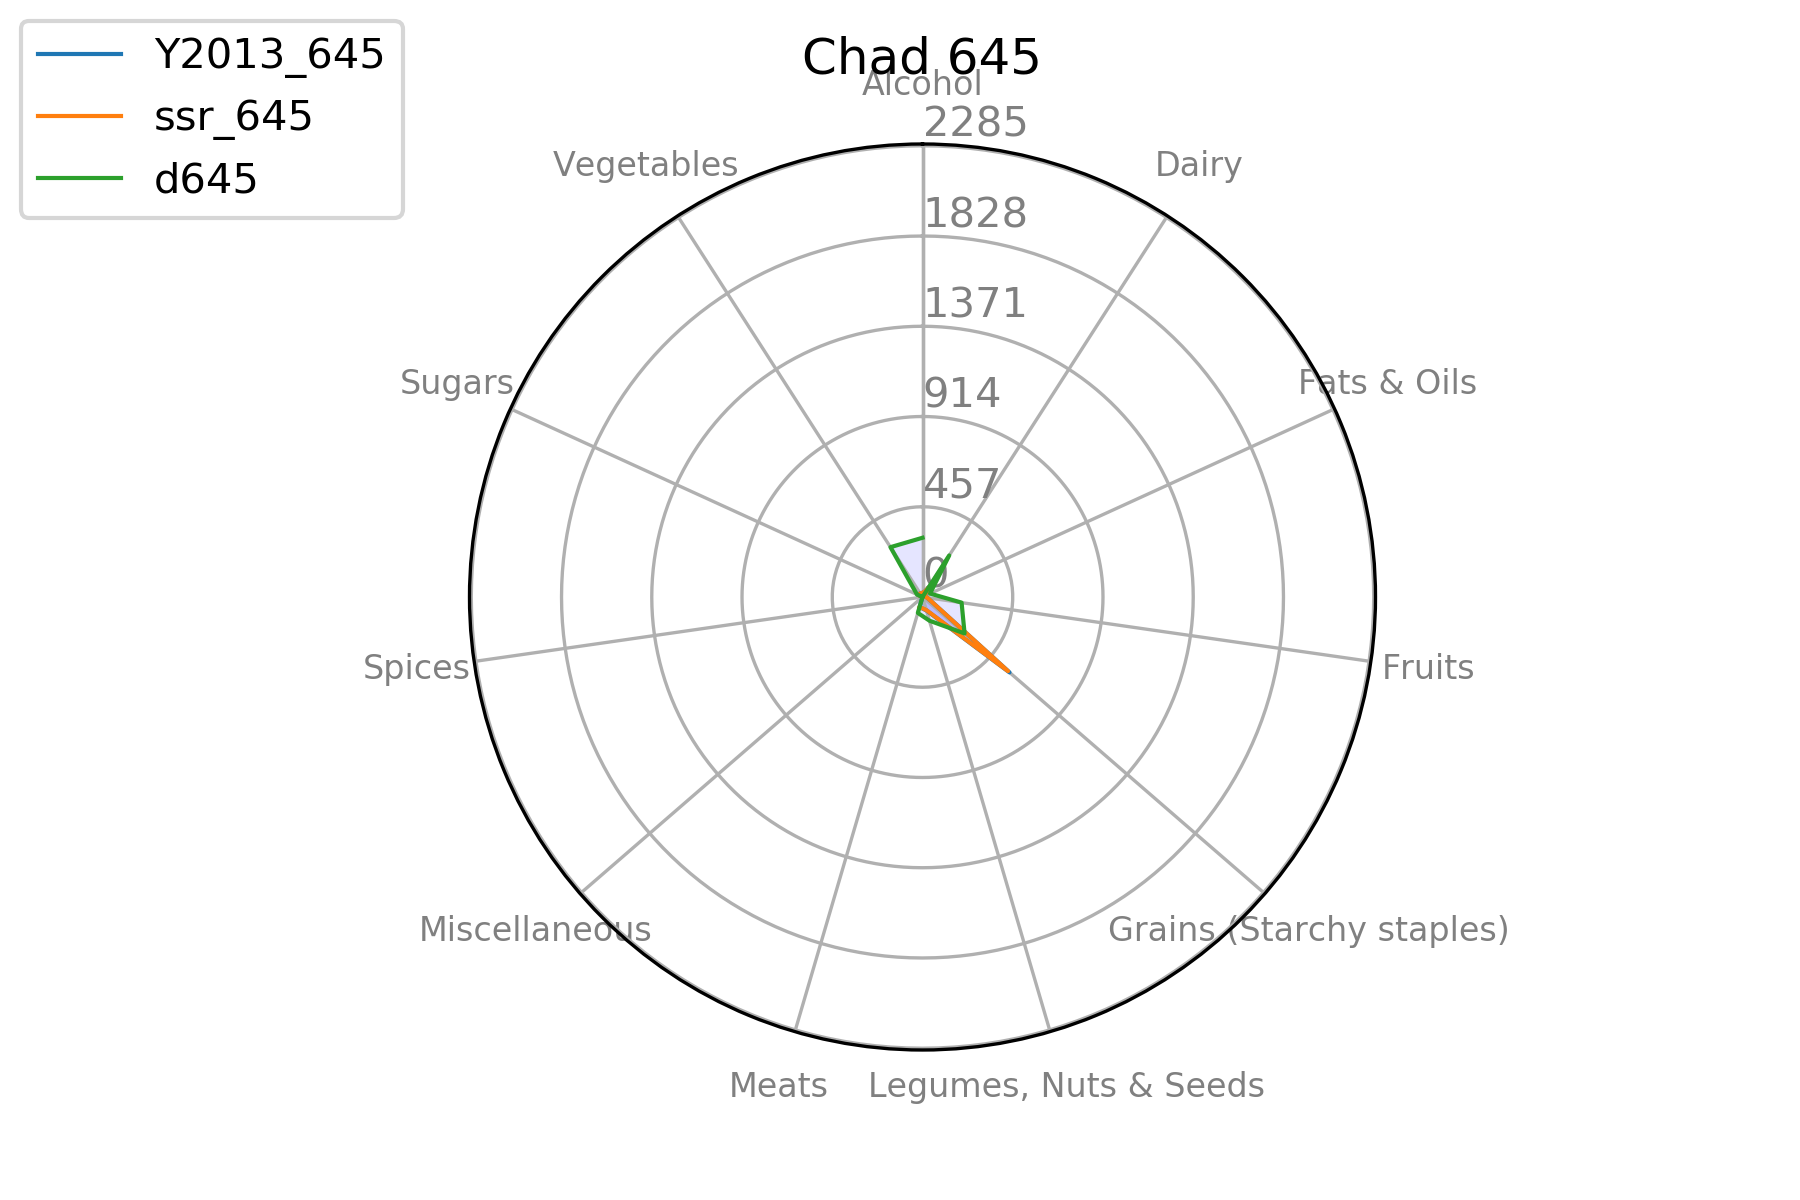 Y2013_645
ssr_645
d645
Chad 645
Alcohol
2285
Vegetables
Dairy
1828
1371
Sugars
Fats & Oils
914
457
0
Spices
Fruits
Miscellaneous
Grains (Starchy staples)
Meats
Legumes, Nuts & Seeds